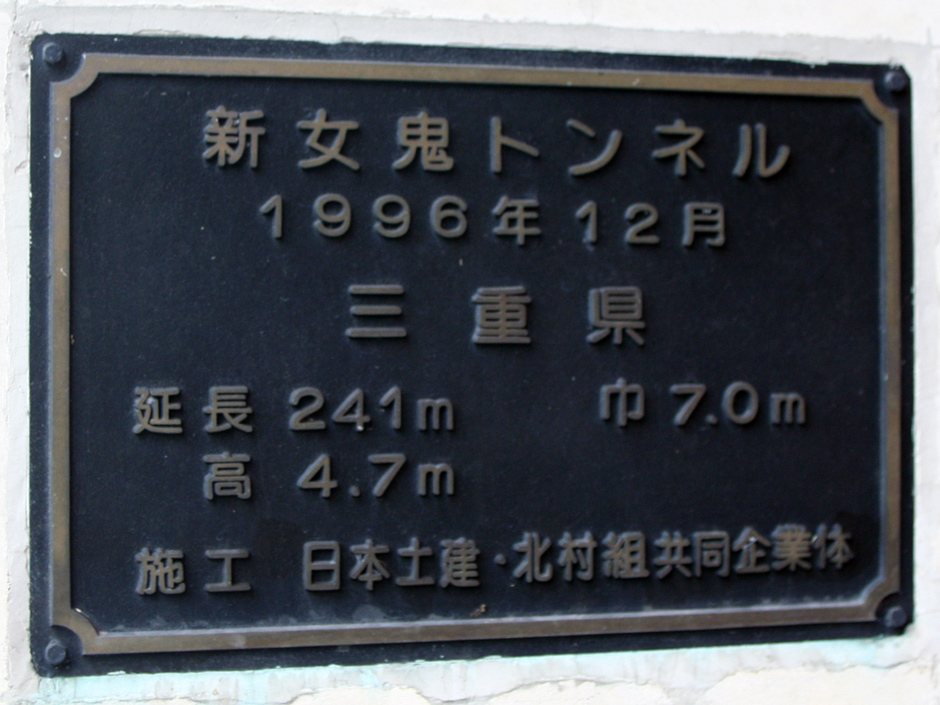 新女鬼トンネル
1996年12月
三重県
延長 241m 巾 7.0m
高 4.7m
施工 日本土建・北村組共同企業体